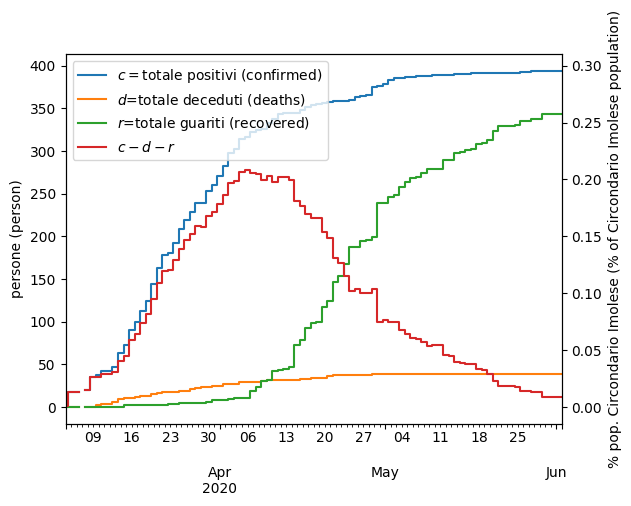 c = totale positivi (confirmed)
d=totale deceduti (deaths)
r=totale guariti (recovered)
c − d − r
400
350
300
250
200
150
100
50
0
persone (person)
0.30
0.25
0.20
0.15
0.10
0.05
0.00
% pop. Circondario Imolese (% of Circondario Imolese population)
09 16 23 30 06 13 20 27 04 11 18 25
Apr May Jun
2020